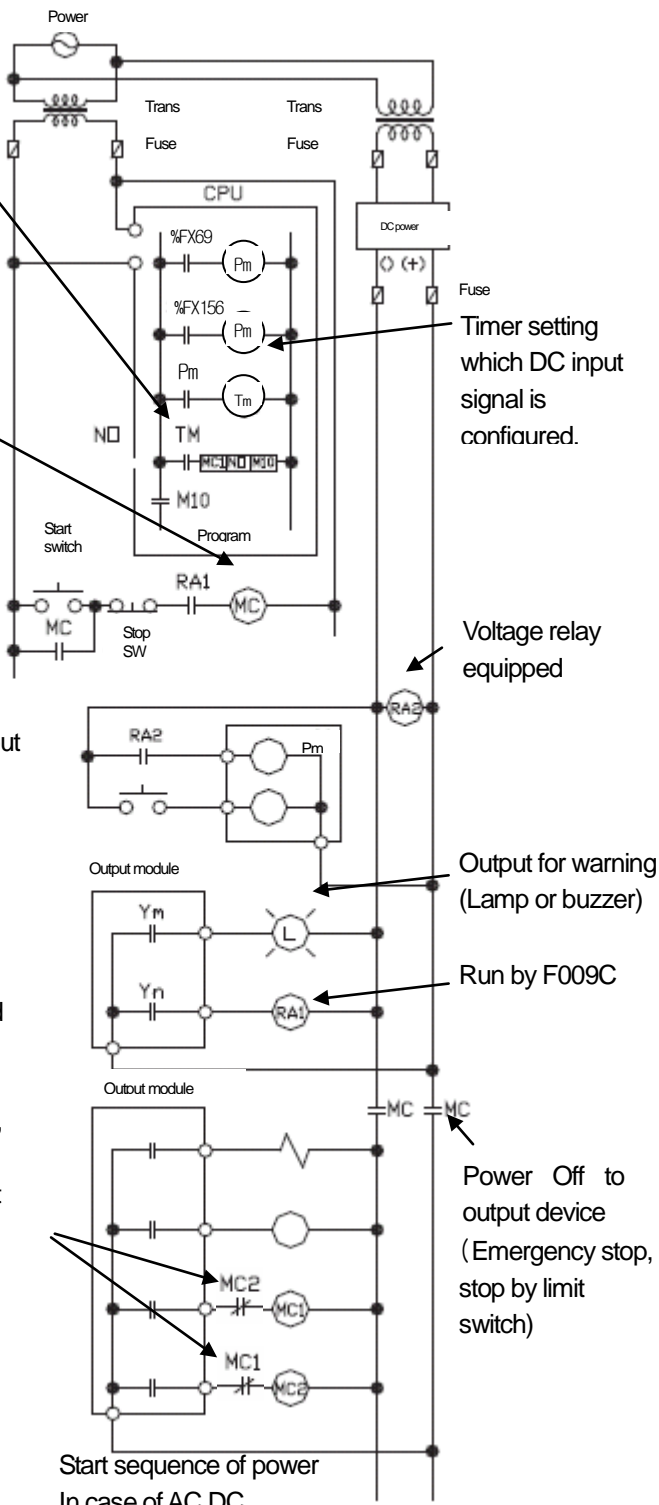 Power
Trans Trans
Fuse Fuse
CPU
%FX69
Pm
DC power
() (+)
Fuse
%FX156
Pm
Timer setting
which DC input
signal is
configured.
Pm
Tm
N□ TM
MC1 N□ M10
M10
Program
Start
switch
RA1
MC
MC
Stop
SW
Voltage relay
equipped
RA2
ut
RA2
Pm
Output module
Output for warning
(Lamp or buzzer)
Ym
L
Yn
RA1
Run by F009C
Output module
MC MC
Power Off to
output device
(Emergency stop,
stop by limit
switch)
MC2
MC1
MC1
MC2
Start sequence of power
In case of AC DC